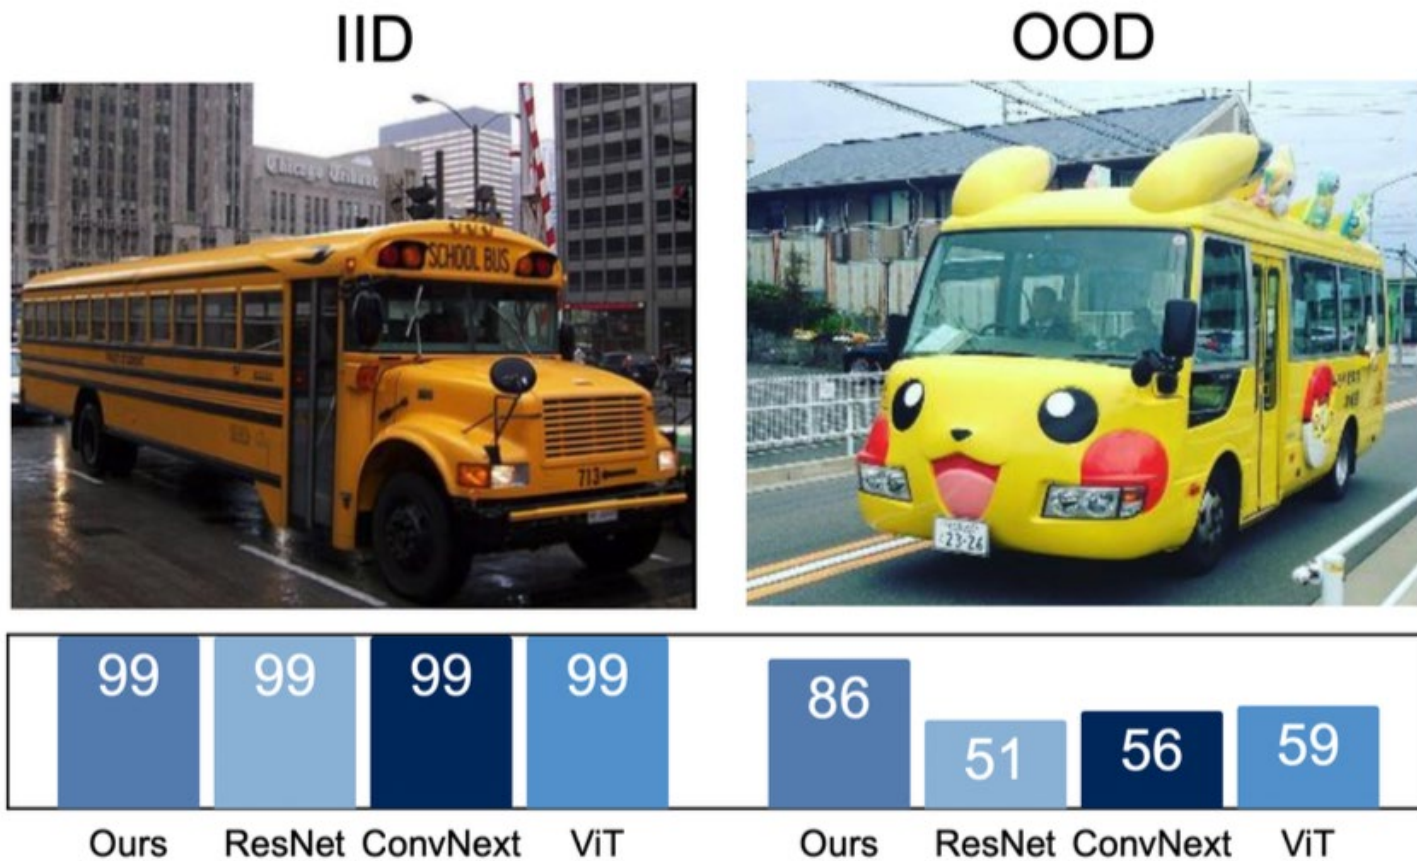 IID
OOD
Chicago Tribune
SCHOOL BUS
713
23-26
99
99
99
99
86
51
56
59
Ours
ResNet
ConvNext
ViT
Ours
ResNet
ConvNext
ViT